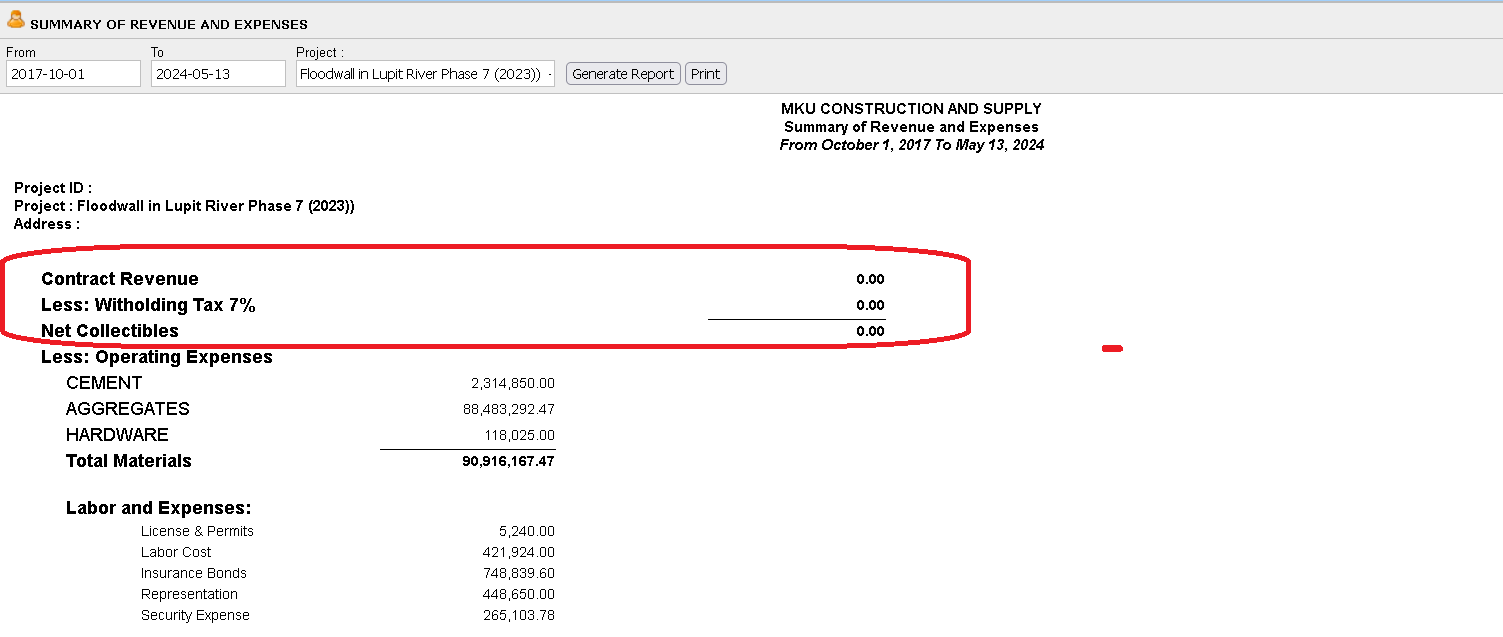 SUMMARY OF REVENUE AND EXPENSES
From To Project :
2017-10-01 2024-05-13 Floodwall in Lupit River Phase 7 (2023)) Generate Report Print
MKU CONSTRUCTION AND SUPPLY
Summary of Revenue and Expenses
From October 1, 2017 To May 13, 2024
Project ID :
Project : Floodwall in Lupit River Phase 7 (2023))
Address :
Contract Revenue 0.00
Less: Witholding Tax 7% 0.00
Net Collectibles 0.00
Less: Operating Expenses
CEMENT 2,314,850.00
AGGREGATES 88,483,292.47
HARDWARE 118,025.00
Total Materials 90,916,167.47
Labor and Expenses:
License & Permits 5,240.00
Labor Cost 421,924.00
Insurance Bonds 748,839.60
Representation 448,650.00
Security Expense 265,103.78